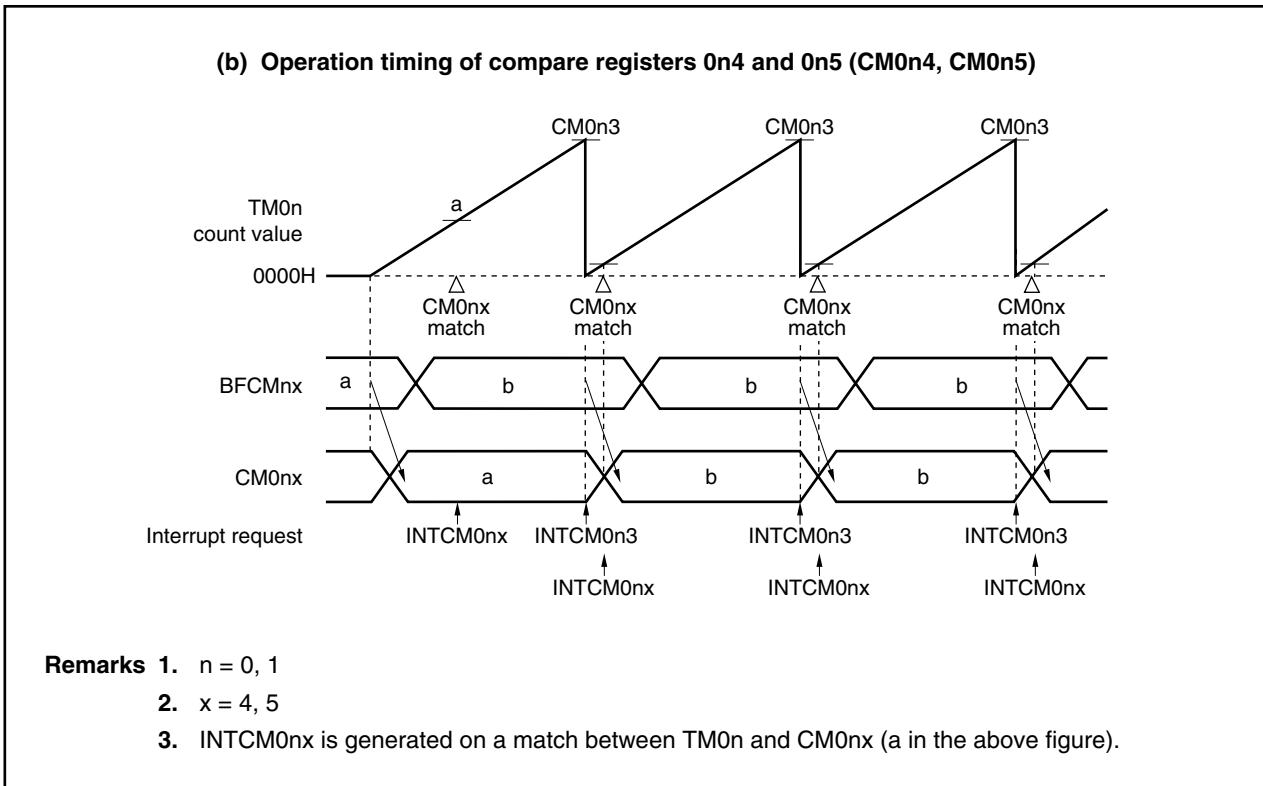 (b) Operation timing of compare registers 0n4 and 0n5 (CM0n4, CM0n5)
CM0n3 CM0n3 CM0n3
a
TM0n
count value
0000H
CM0nx CM0nx CM0nx CM0nx
match match match match
BFCMnx a b b b
CM0nx a b b
Interrupt request INTCM0nx INTCM0n3 INTCM0n3 INTCM0n3
INTCM0nx INTCM0nx INTCM0nx
Remarks 1. n = 0, 1
2. x = 4, 5
3. INTCM0nx is generated on a match between TM0n and CM0nx (a in the above figure).